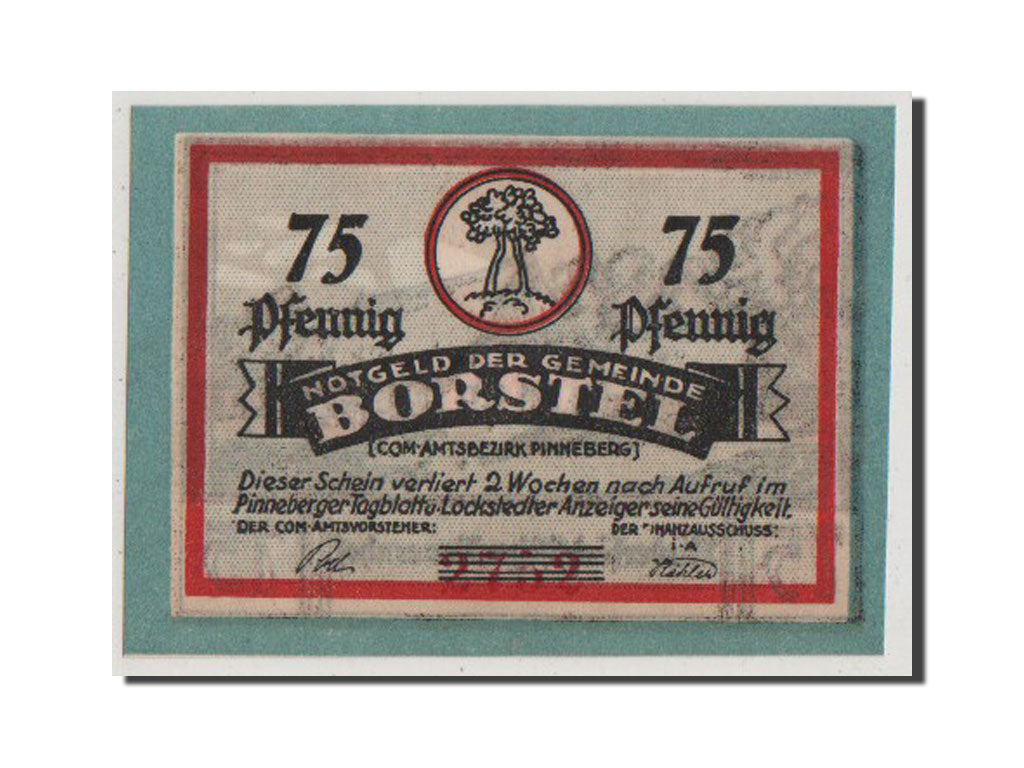 75 75
Pfennig Pfennig
NOTGELD DER GEMEINDE
BORSTEL
[COM-AMTSBEZIRK PINNEBERG]
Dieser Schein verliert 2 Wochen nach Aufruf im
Pinneberger Tagblatt u. Lockstedter Anzeiger seine Gültigkeit.
DER COM-AMTSVORSTEHER: DER FINANZAUSSCHUSS:
i-A